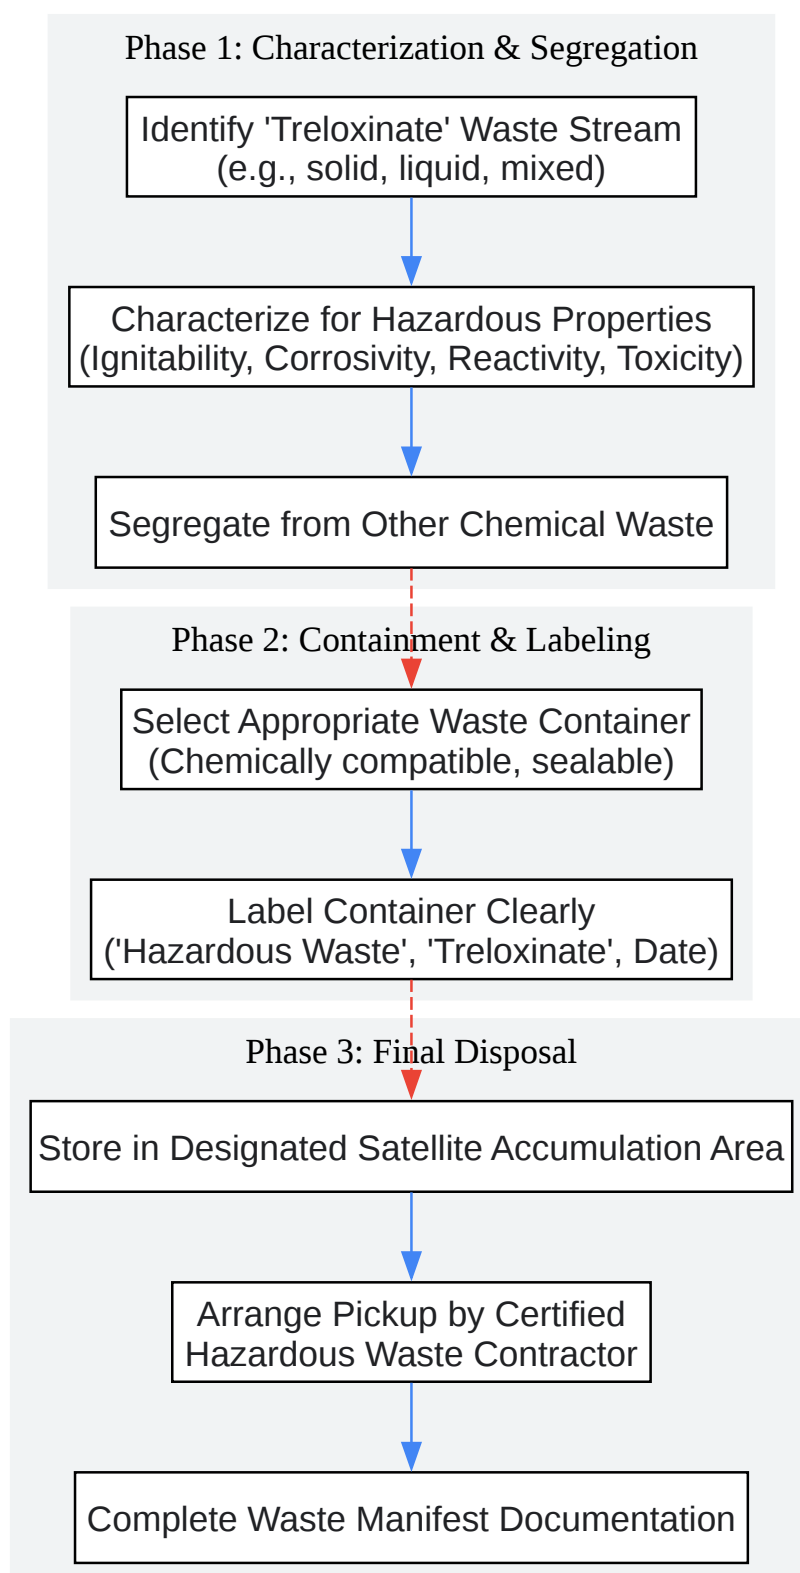 Phase 1: Characterization & Segregation
Identify 'Treloxinate' Waste Stream
(e.g., solid, liquid, mixed)
Characterize for Hazardous Properties
(Ignitability, Corrosivity, Reactivity, Toxicity)
Segregate from Other Chemical Waste
Phase 2: Containment & Labeling
Select Appropriate Waste Container
(Chemically compatible, sealable)
Label Container Clearly
('Hazardous Waste', 'Treloxinate', Date)
Phase 3: Final Disposal
Store in Designated Satellite Accumulation Area
Arrange Pickup by Certified
Hazardous Waste Contractor
Complete Waste Manifest Documentation